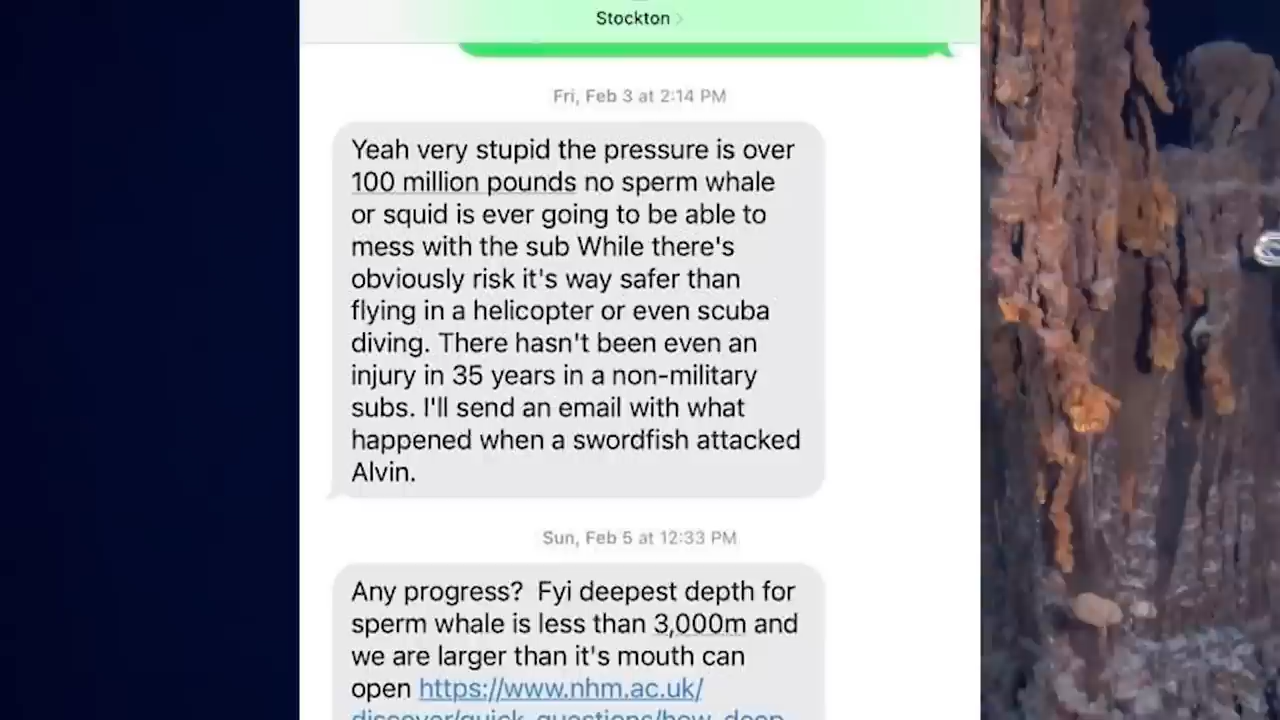 Stockton
Fri, Feb 3 at 2:14 PM
Yeah very stupid the pressure is over
100 million pounds no sperm whale
or squid is ever going to be able to
mess with the sub While there's
obviously risk it's way safer than
flying in a helicopter or even scuba
diving. There hasn't been even an
injury in 35 years in a non-military
subs. I'll send an email with what
happened when a swordfish attacked
Alvin.
Sun, Feb 5 at 12:33 PM
Any progress?  Fyi deepest depth for
sperm whale is less than 3,000m and
we are larger than it's mouth can
open https://www.nhm.ac.uk/
discover/quick-questions/how-deep-